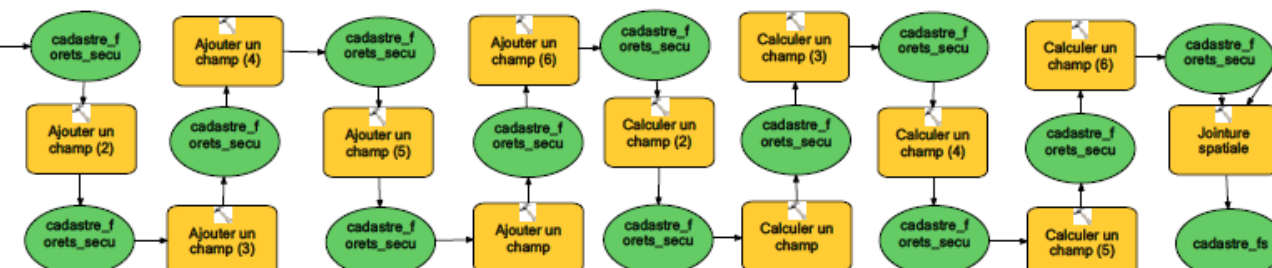 cadastre_f
orets_secu
Ajouter un
champ (2)
cadastre_f
orets_secu
Ajouter un
champ (3)
cadastre_f
orets_secu
Ajouter un
champ (4)
cadastre_f
orets_secu
Ajouter un
champ (5)
cadastre_f
orets_secu
Ajouter un
champ
cadastre_f
orets_secu
Ajouter un
champ (6)
cadastre_f
orets_secu
Calculer un
champ (2)
cadastre_f
orets_secu
Calculer un
champ
cadastre_f
orets_secu
Calculer un
champ (3)
cadastre_f
orets_secu
Calculer un
champ (4)
cadastre_f
orets_secu
Calculer un
champ (5)
cadastre_f
orets_secu
Calculer un
champ (6)
cadastre_f
orets_secu
Jointure
spatiale
cadastre_fs